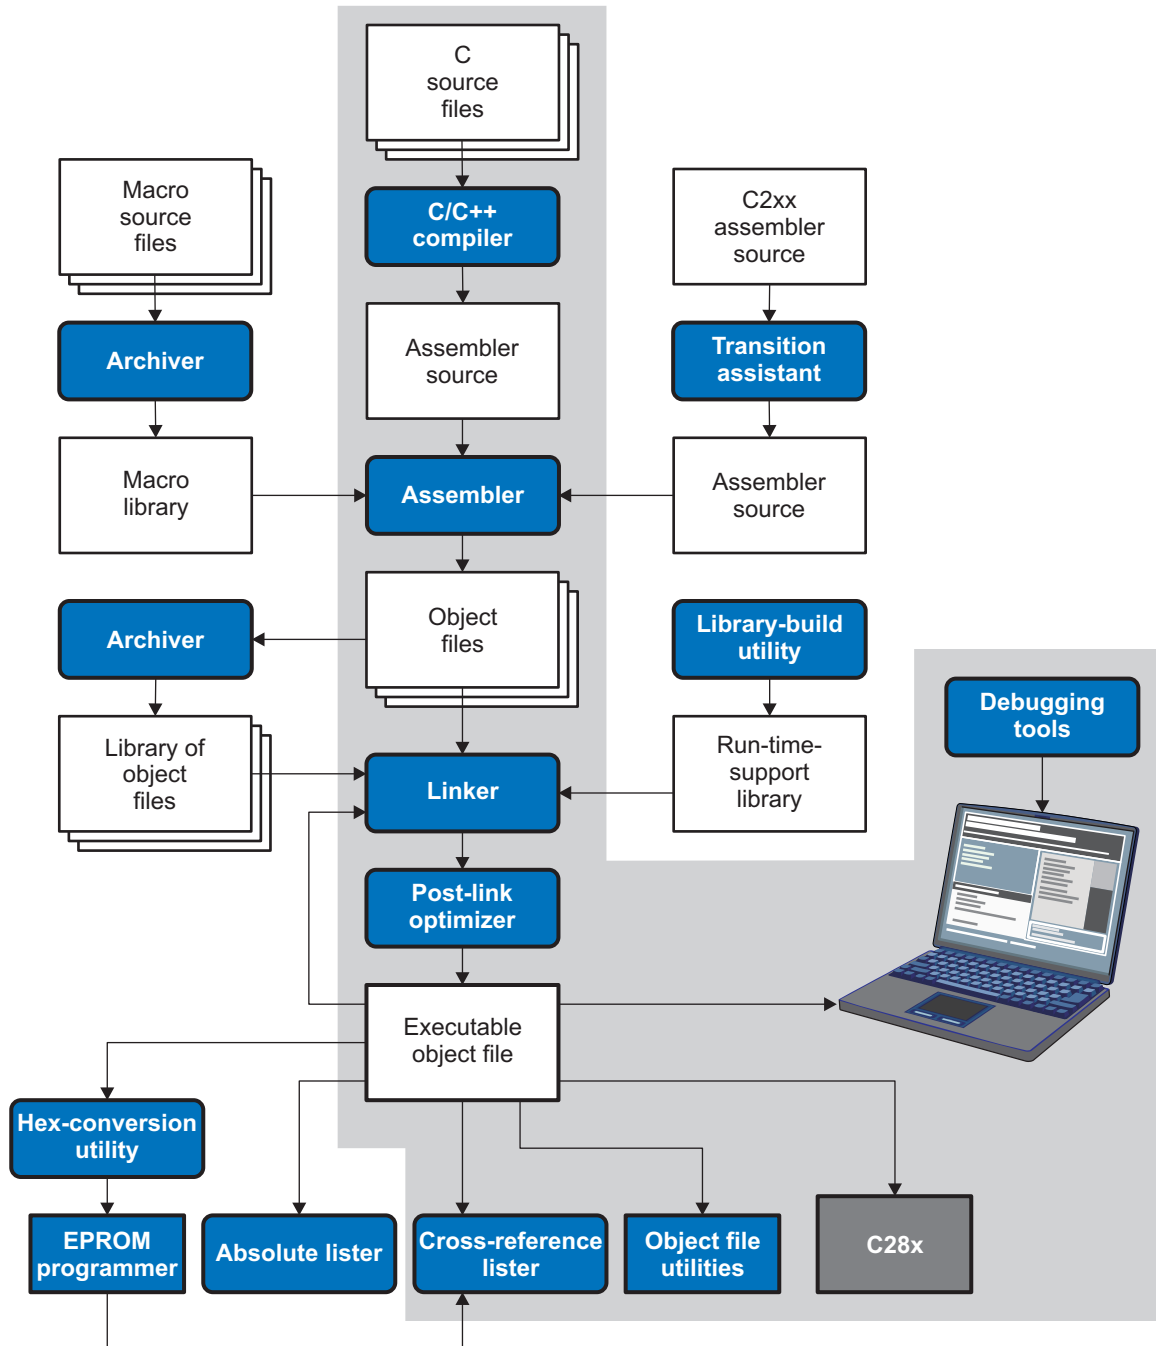 C
source
files
Macro
source
files
C/C++
compiler
C2xx
assembler
source
Archiver
Assembler
source
Transition
assistant
Macro
library
Assembler
Assembler
source
Archiver
Object
files
Library-build
utility
Debugging
tools
Library of
object
files
Linker
Run-time-
support
library
Post-link
optimizer
Executable
object file
Hex-conversion
utility
EPROM
programmer
Absolute lister
Cross-reference
lister
Object file
utilities
C28x